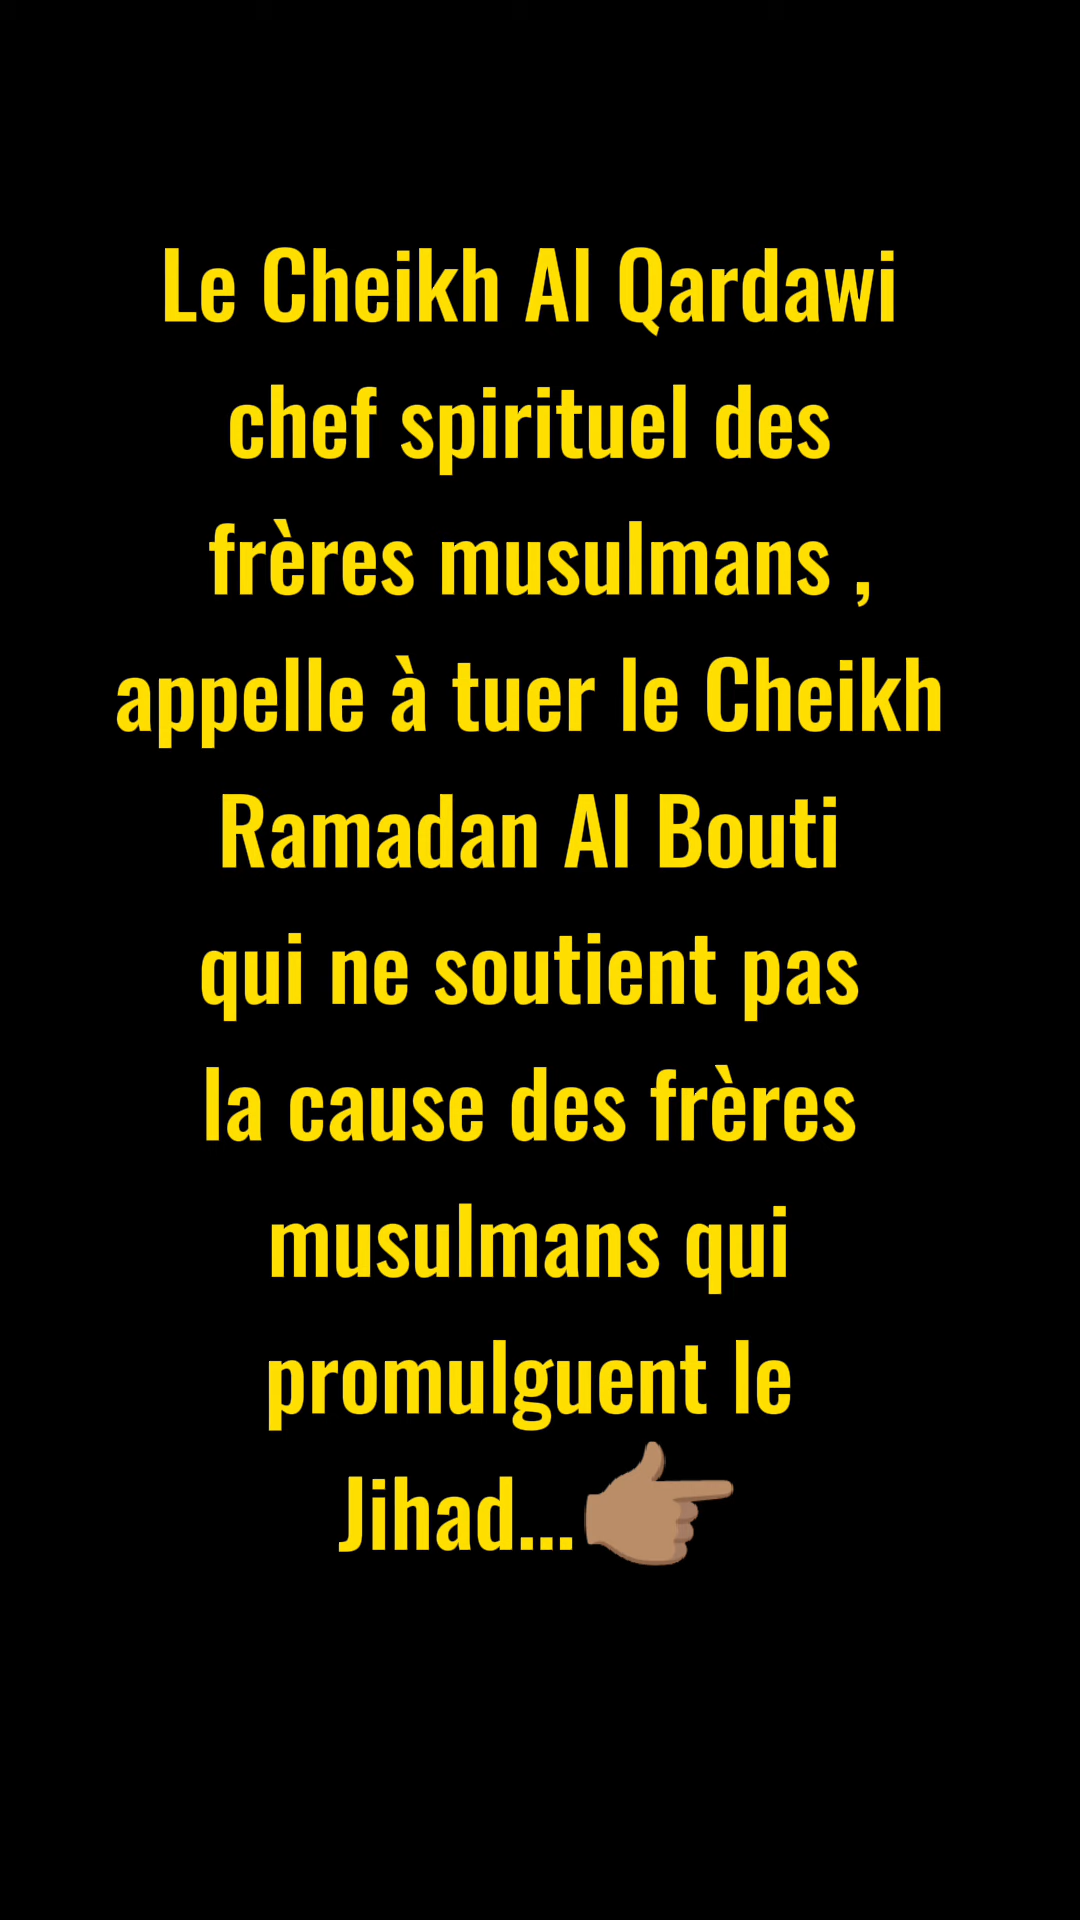 Le Cheikh Al Qardawi
chef spirituel des
frères musulmans ,
appelle à tuer le Cheikh
Ramadan Al Bouti
qui ne soutient pas
la cause des frères
musulmans qui
promulguent le
Jihad...👉🏽